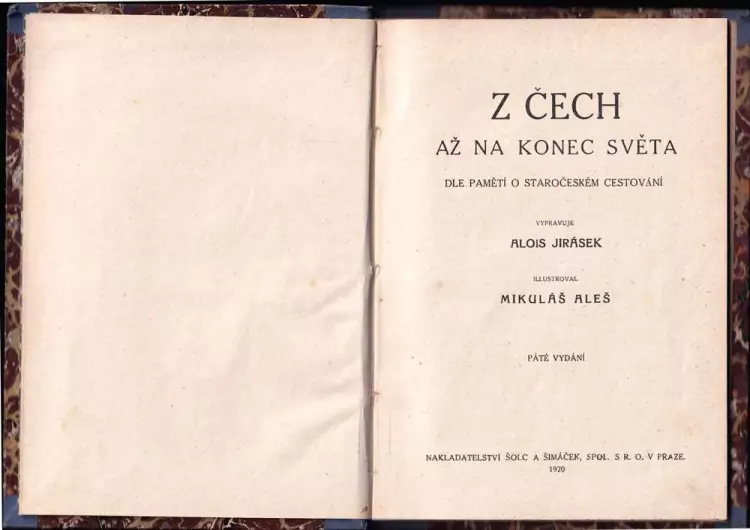 Z ČECH
AŽ NA KONEC SVĚTA
DLE PAMĚTÍ O STAROČESKÉM CESTOVÁNÍ
VYPRAVUJE
ALOIS JIRÁSEK
ILLUSTROVAL
MIKULÁŠ ALEŠ
PÁTÉ VYDÁNÍ
NAKLADATELSTVÍ ŠOLC A ŠIMÁČEK, SPOL. S R. O. V PRAZE.
1920